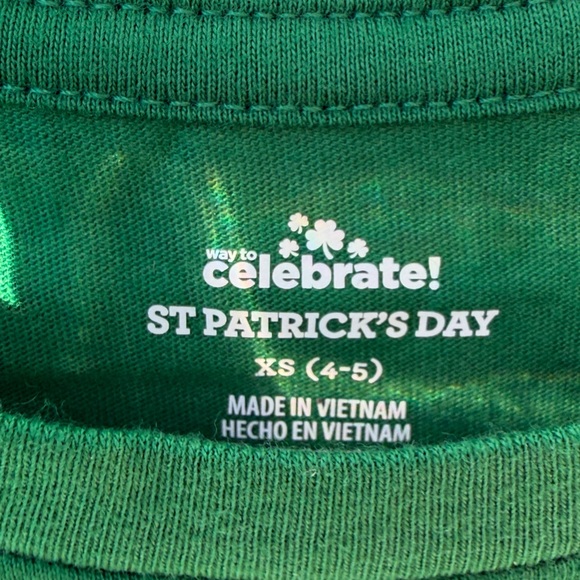 way to
celebrate!
ST PATRICK'S DAY
XS (4-5)
MADE IN VIETNAM
HECHO EN VIETNAM